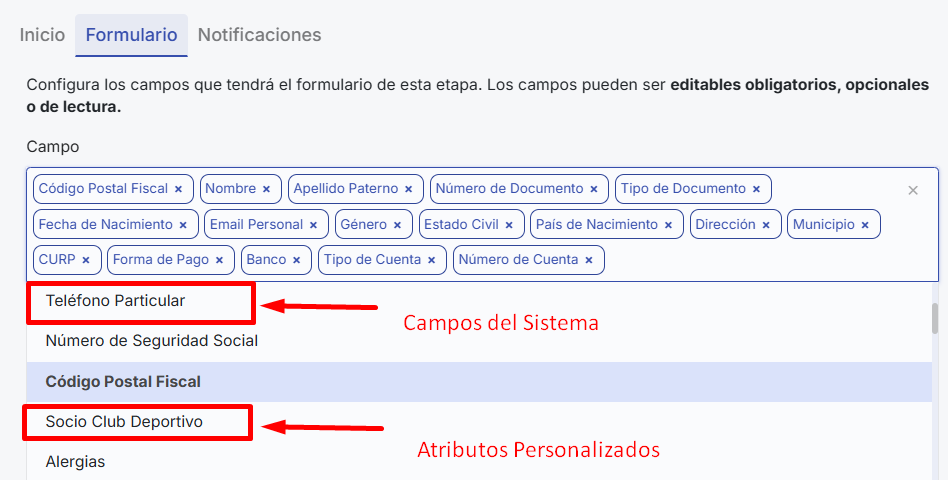 Inicio Formulario Notificaciones
Configura los campos que tendrá el formulario de esta etapa. Los campos pueden ser editables obligatorios, opcionales
o de lectura.
Campo
Código Postal Fiscal × Nombre × Apellido Paterno × Número de Documento × Tipo de Documento × ×
Fecha de Nacimiento × Email Personal × Género × Estado Civil × País de Nacimiento × Dirección × Municipio ×
CURP × Forma de Pago × Banco × Tipo de Cuenta × Número de Cuenta ×
Teléfono Particular
Campos del Sistema
Número de Seguridad Social
Código Postal Fiscal
Socio Club Deportivo
Atributos Personalizados
Alergias